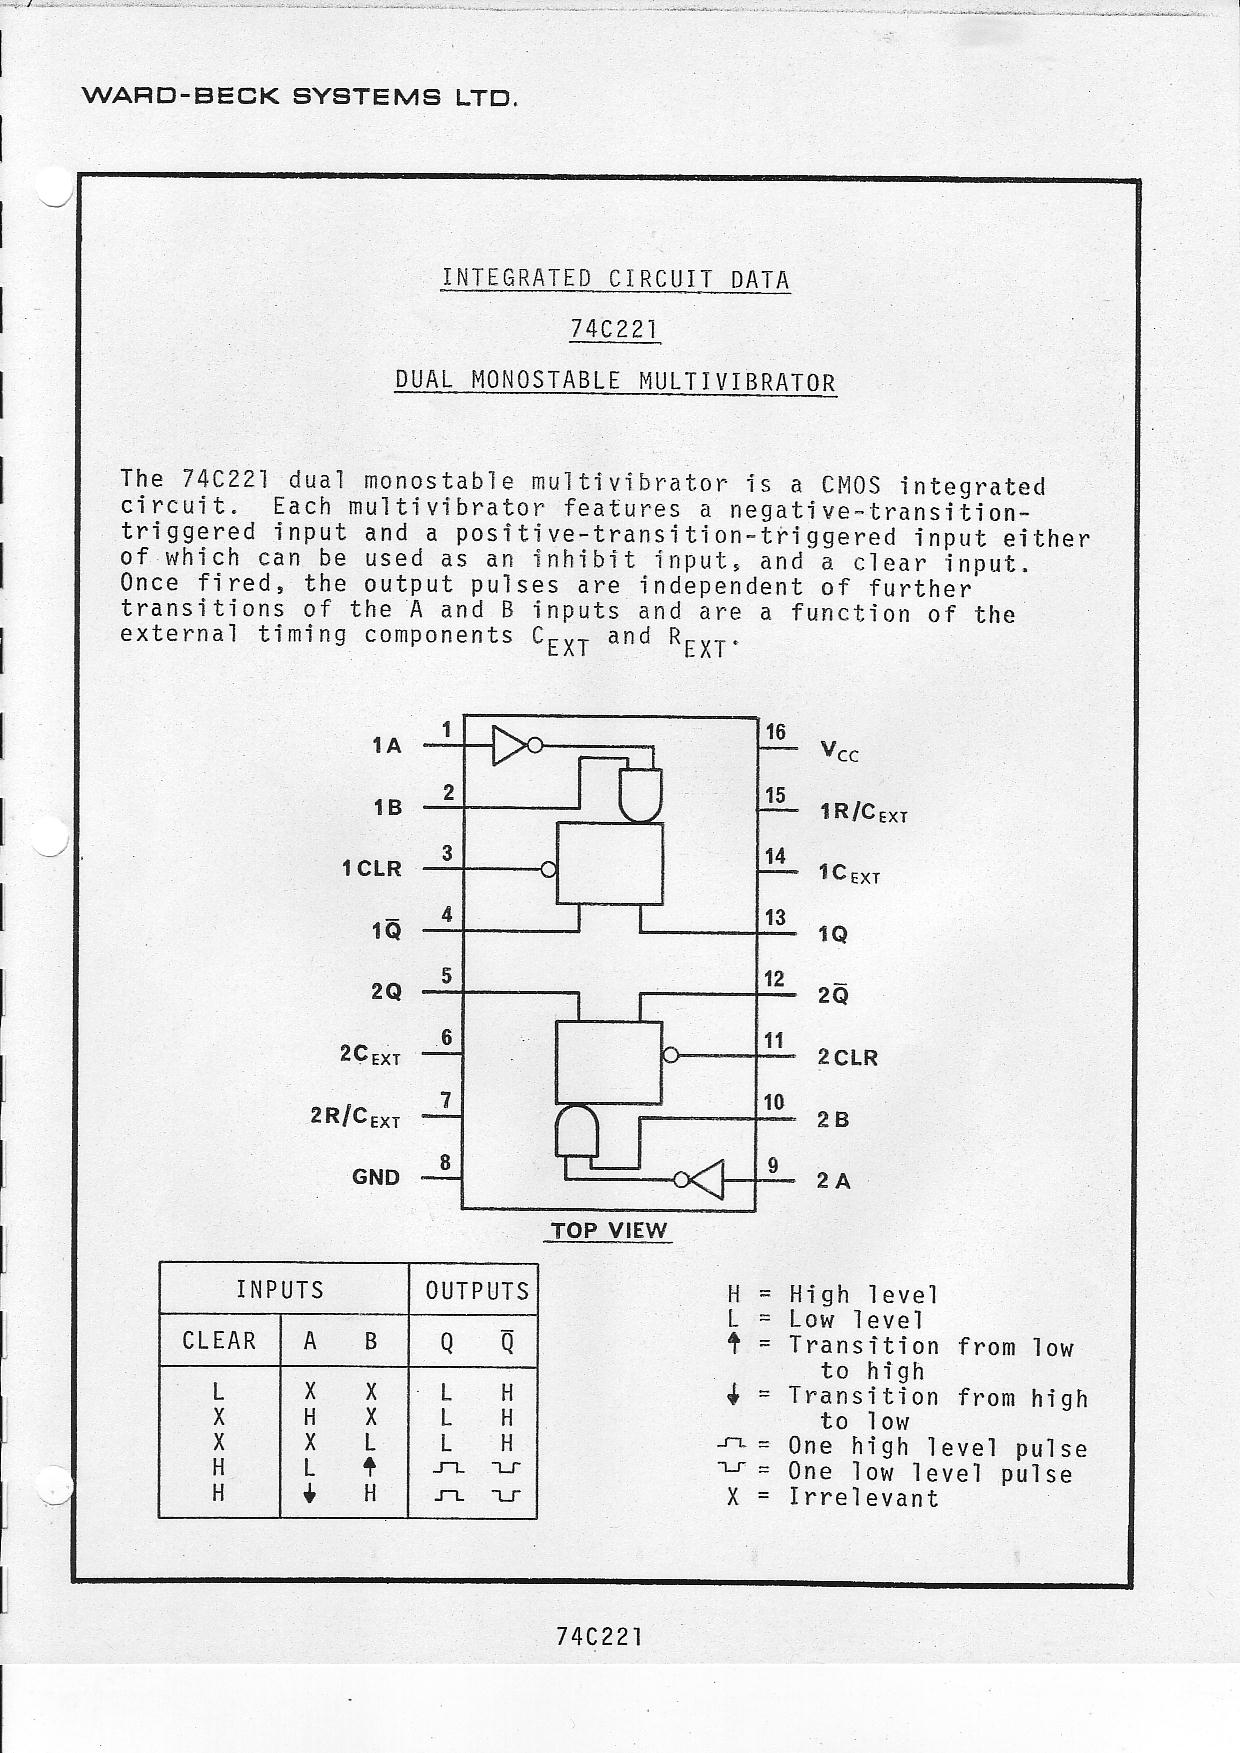 WARD-BECK SYSTEMS LTD.
INTEGRATED CIRCUIT DATA
74C221
DUAL MONOSTABLE MULTIVIBRATOR
The 74C221 dual monostable multivibrator is a CMOS integrated
circuit. Each multivibrator features a negative-transition-
triggered input and a positive-transition-triggered input either
of which can be used as an inhibit input, and a clear input.
Once fired, the output pulses are independent of further
transitions of the A and B inputs and are a function of the
external timing components CEXT and REXT.
1A 1 16 VCC
1B 2 15 1R/CEXT
1CLR 3 14 1CEXT
1Q̅ 4 13 1Q
2Q 5 12 2Q̅
2CEXT 6 11 2CLR
2R/CEXT 7 10 2B
GND 8 9 2A
TOP VIEW
INPUTS OUTPUTS
CLEAR A B Q Q̅
L X X L H
X H X L H
X X L L H
H L ↑ ⎍ ⊔
H ↓ H ⎍ ⊔
H = High level
L = Low level
↑ = Transition from low
to high
↓ = Transition from high
to low
⎍ = One high level pulse
⊔ = One low level pulse
X = Irrelevant
74C221